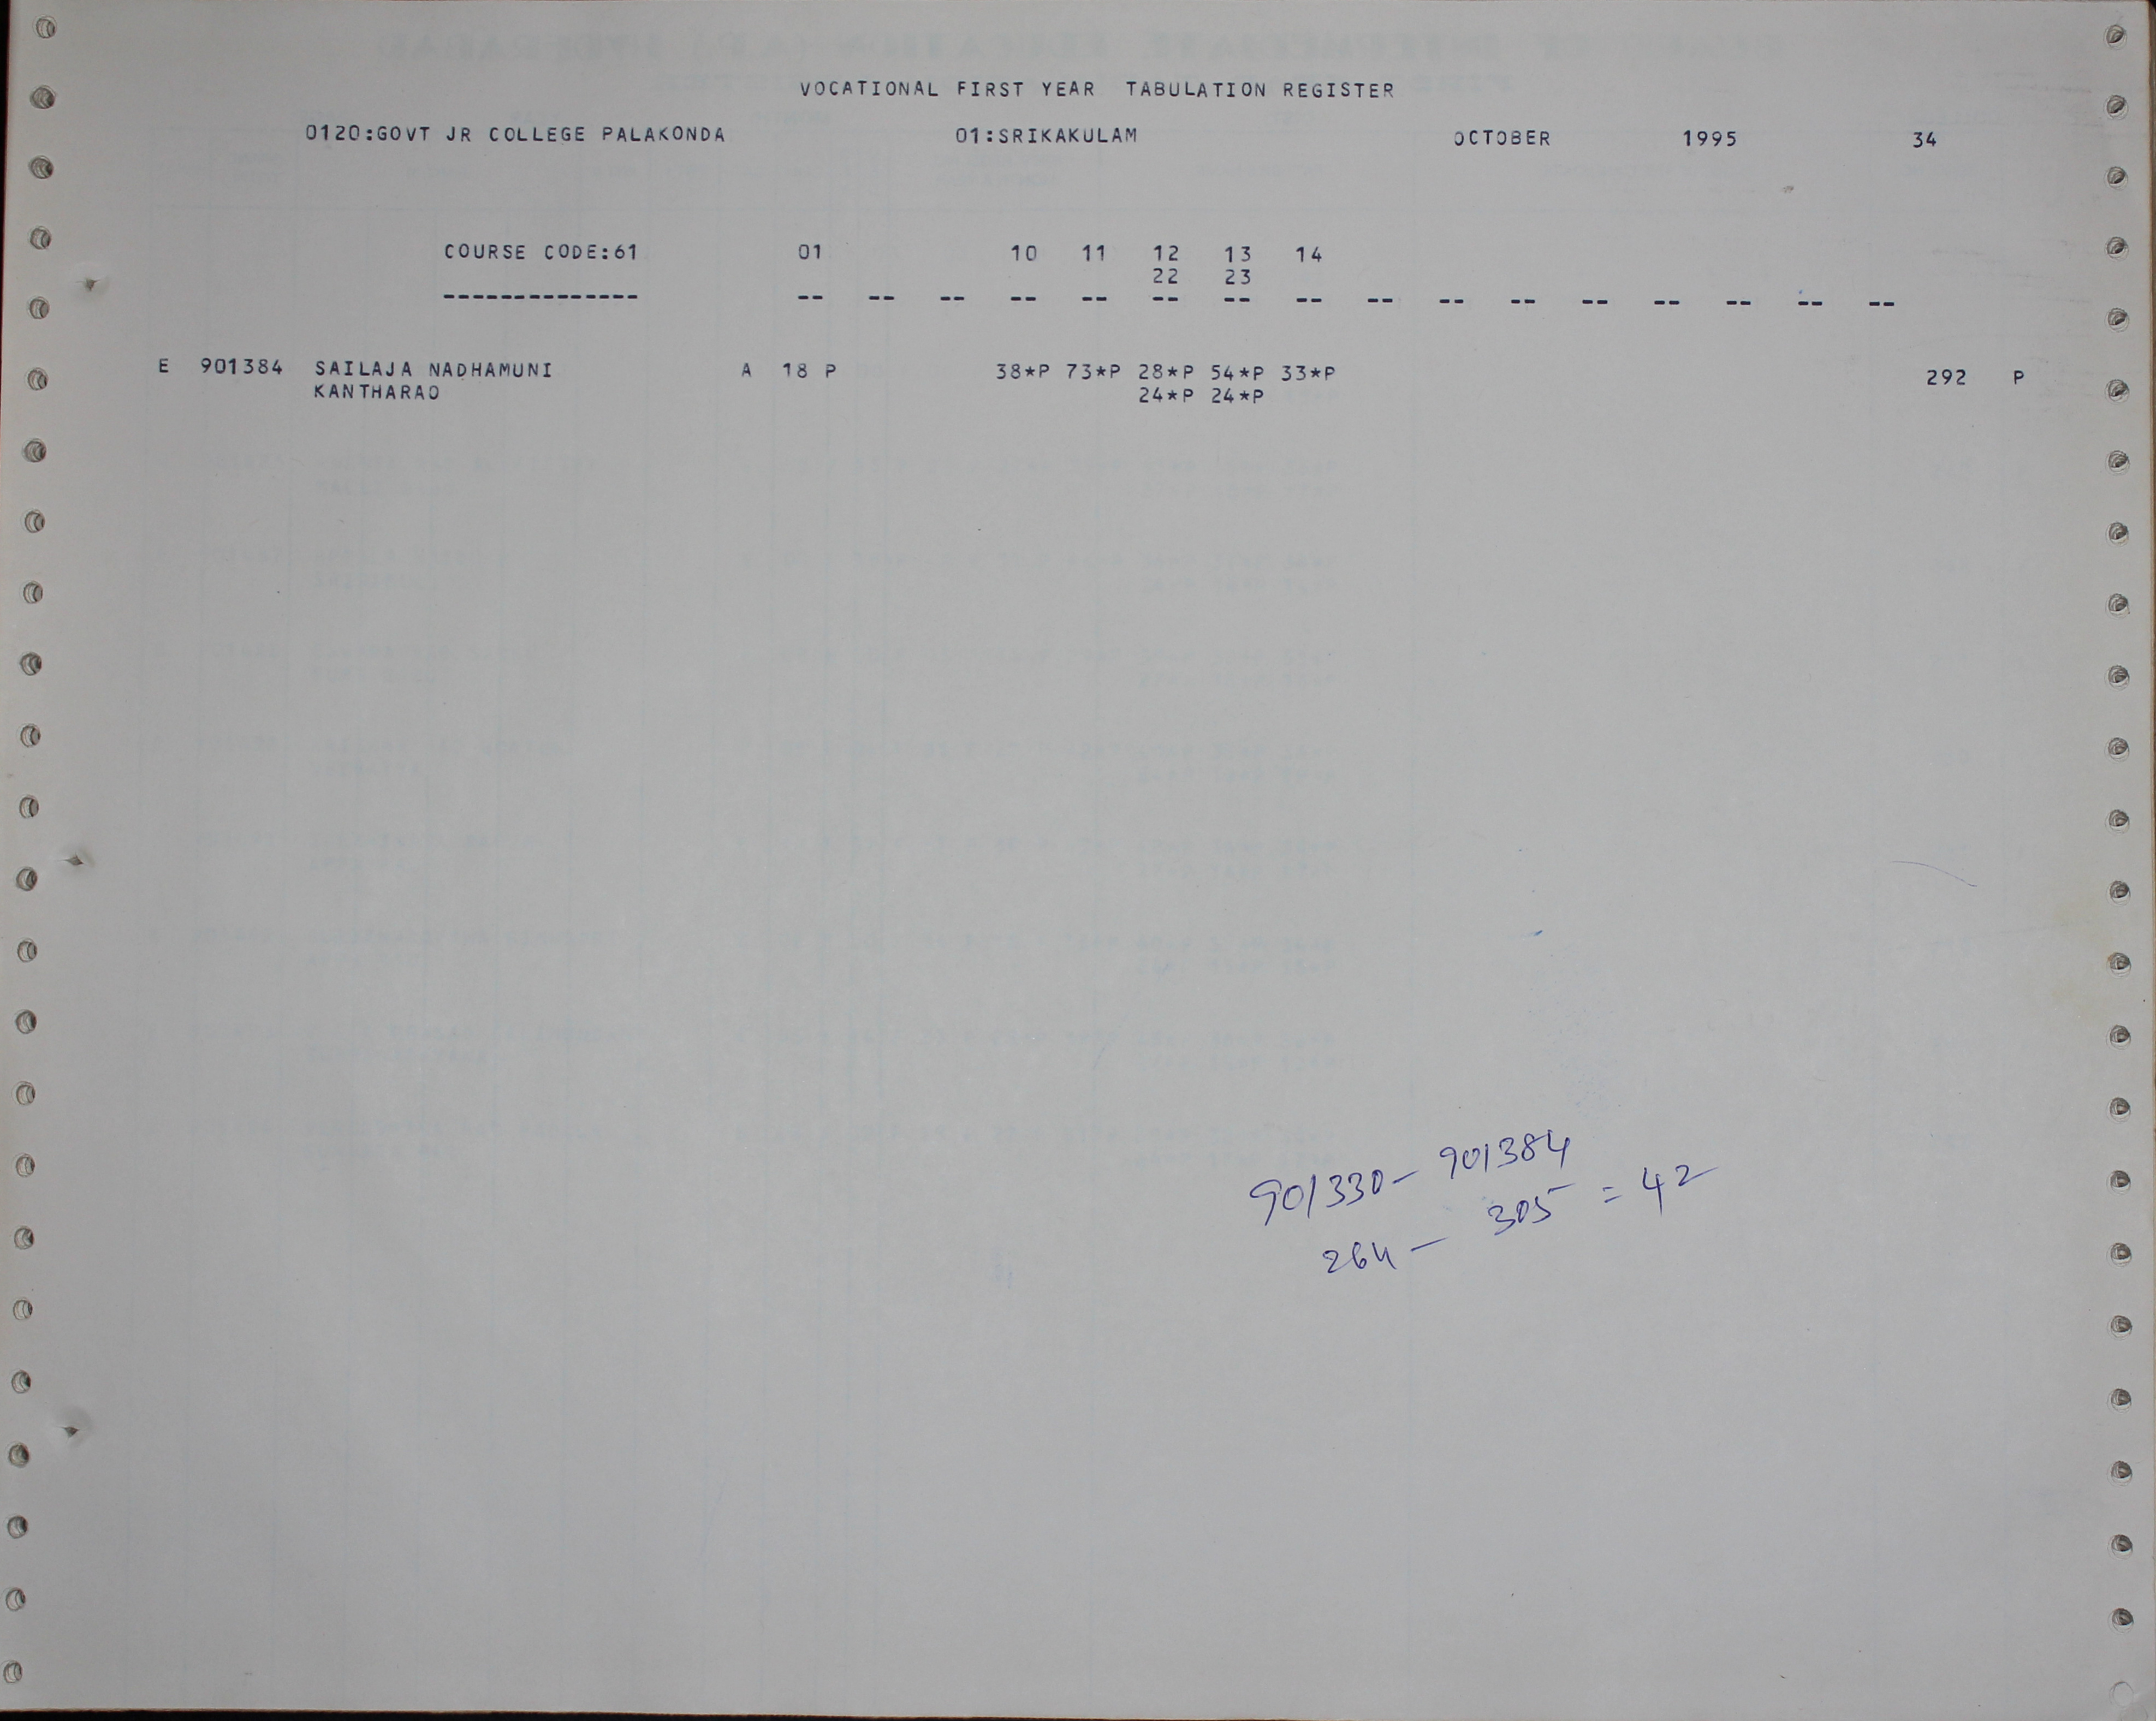 VOCATIONAL FIRST YEAR TABULATION REGISTER
0120:GOVT JR COLLEGE PALAKONDA 01:SRIKAKULAM OCTOBER 1995 34
COURSE CODE:61 01 10 11 12 13 14
22 23
-------------- -- -- -- -- -- -- -- -- -- -- -- -- -- -- -- --
E 901384 SAILAJA NADHAMUNI A 18 P 38*P 73*P 28*P 54*P 33*P 292 P
KANTHARAO 24*P 24*P
901330- 901384
264 - 305 = 42